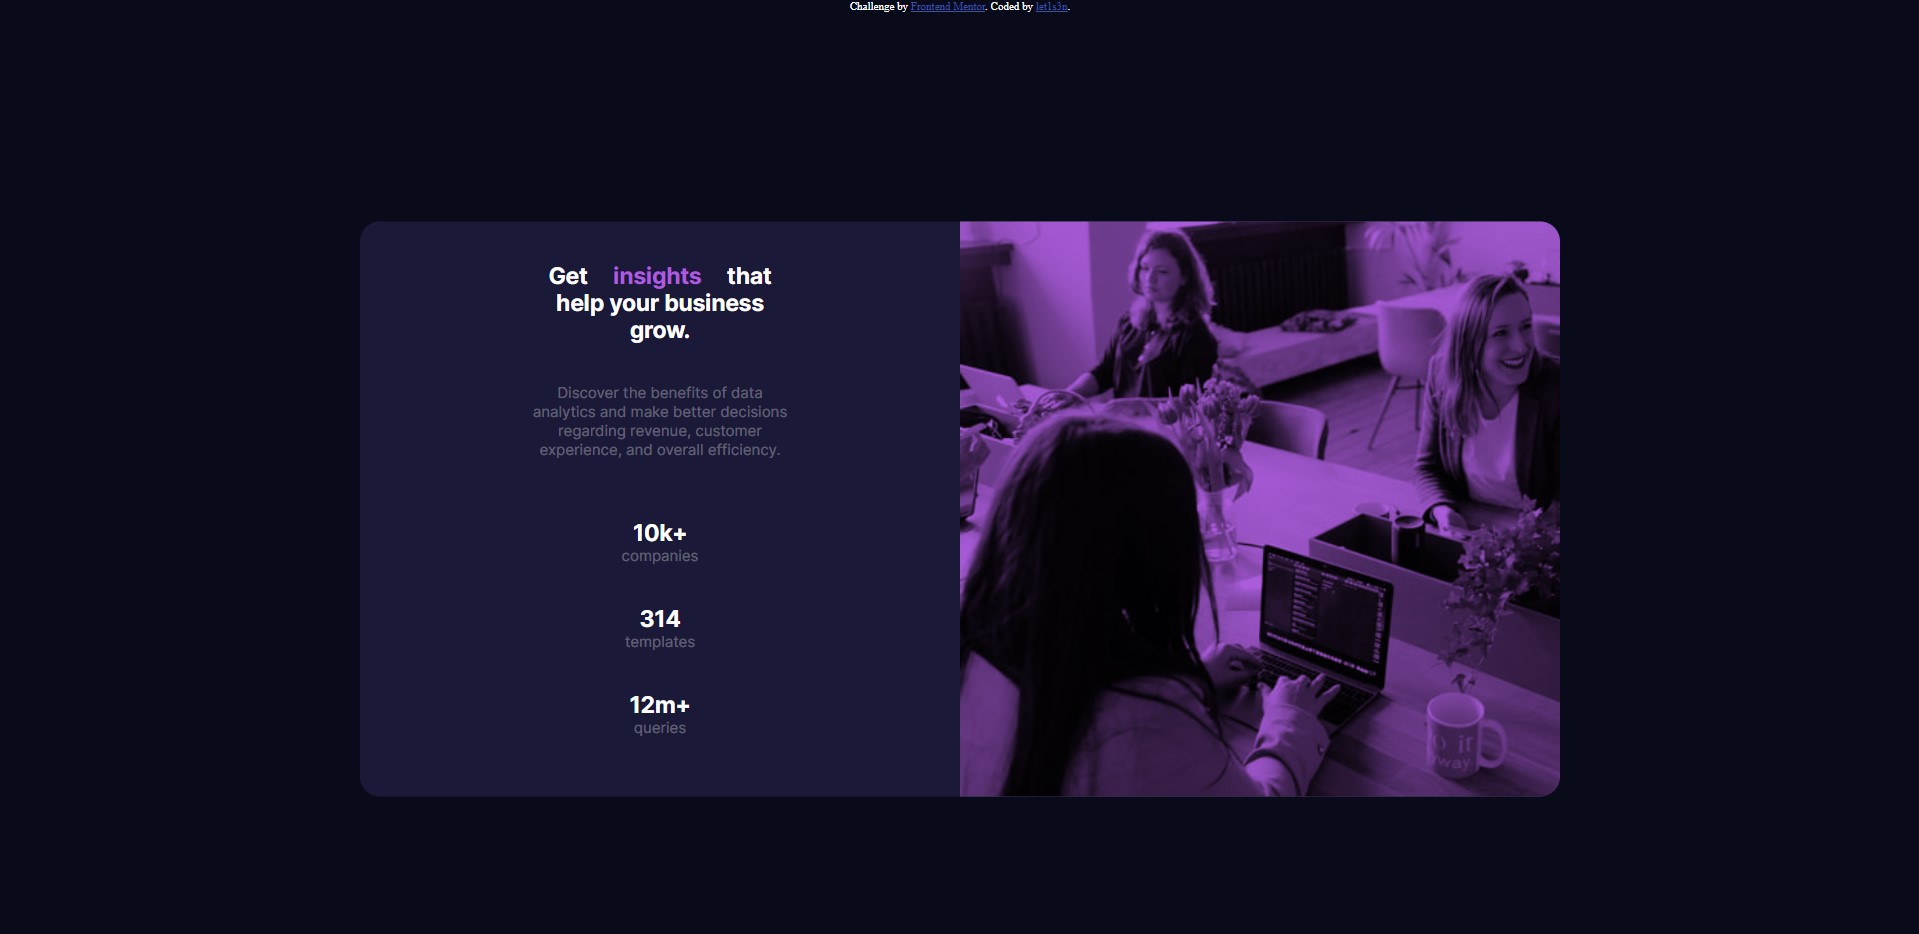 Challenge by Frontend Mentor. Coded by let1s3n.
Get insights that
help your business
grow.
Discover the benefits of data
analytics and make better decisions
regarding revenue, customer
experience, and overall efficiency.
10k+
companies
314
templates
12m+
queries